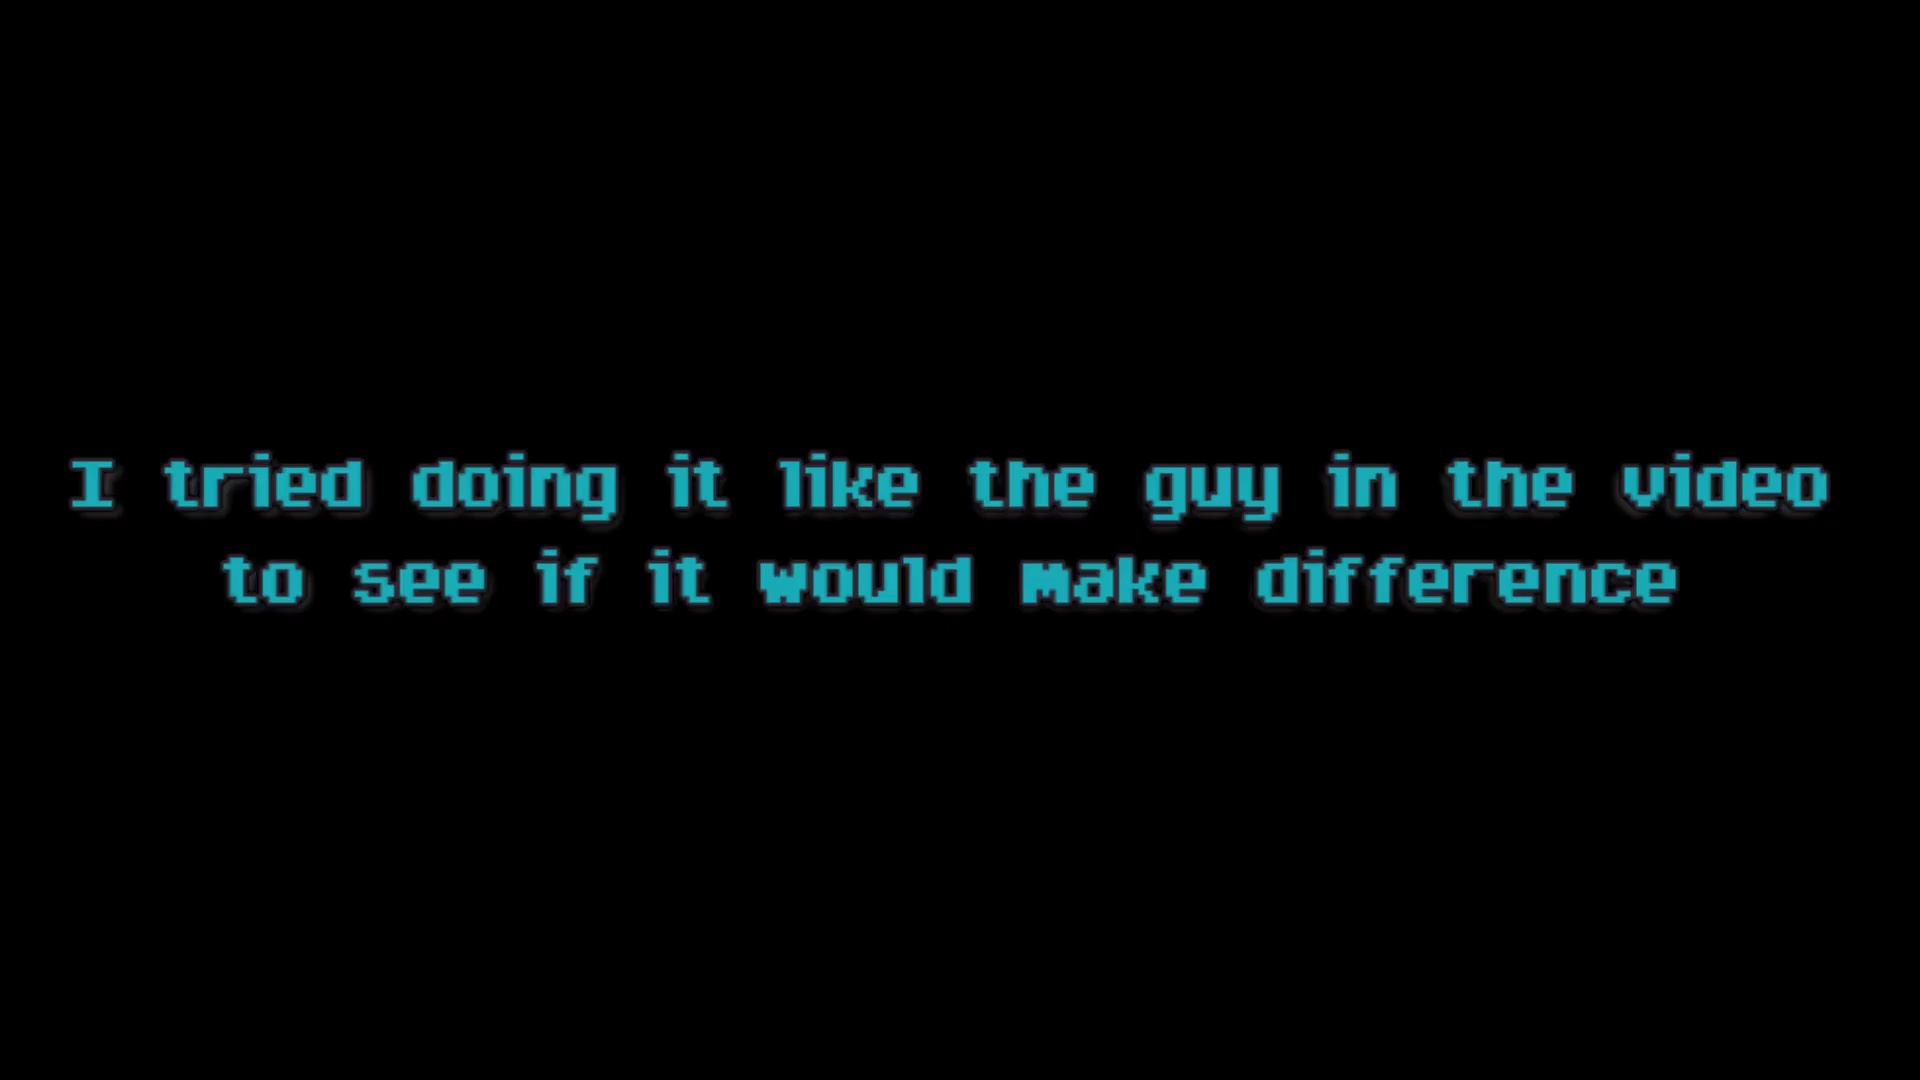 I tried doing it like the guy in the video
to see if it would make difference